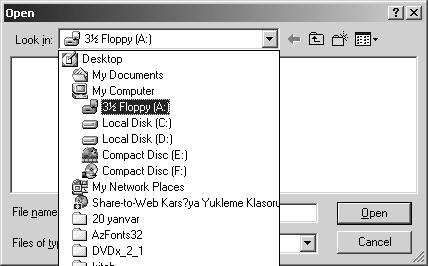 Open
Look in: 3½ Floppy (A:)
Desktop
My Documents
My Computer
3½ Floppy (A:)
Local Disk (C:)
Local Disk (D:)
Compact Disc (E:)
Compact Disc (F:)
My Network Places
Share-to-Web Kars?ya Yukleme Klasoru
File name
20 yanvar
Open
AzFonts32
Files of ty
DVDx_2_1
Cancel